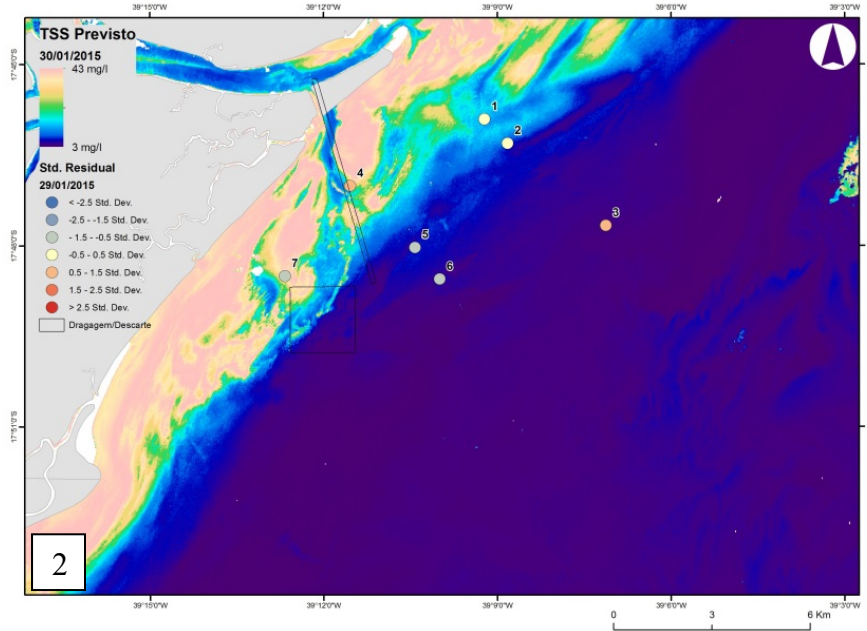 39°15'0"W 39°12'0"W 39°9'0"W 39°6'0"W 39°3'0"W
TSS Previsto
30/01/2015
43 mg/l
3 mg/l
Std. Residual
29/01/2015
< -2.5 Std. Dev.
-2.5 - -1.5 Std. Dev.
- 1.5 - -0.5 Std. Dev.
-0.5 - 0.5 Std. Dev.
0.5 - 1.5 Std. Dev.
1.5 - 2.5 Std. Dev.
> 2.5 Std. Dev.
Dragagem/Descarte
17°45'0"S
17°48'0"S
17°51'0"S
1
2
4
3
5
6
7
2
39°15'0"W 39°12'0"W 39°9'0"W 39°6'0"W 39°3'0"W
0 3 6 Km